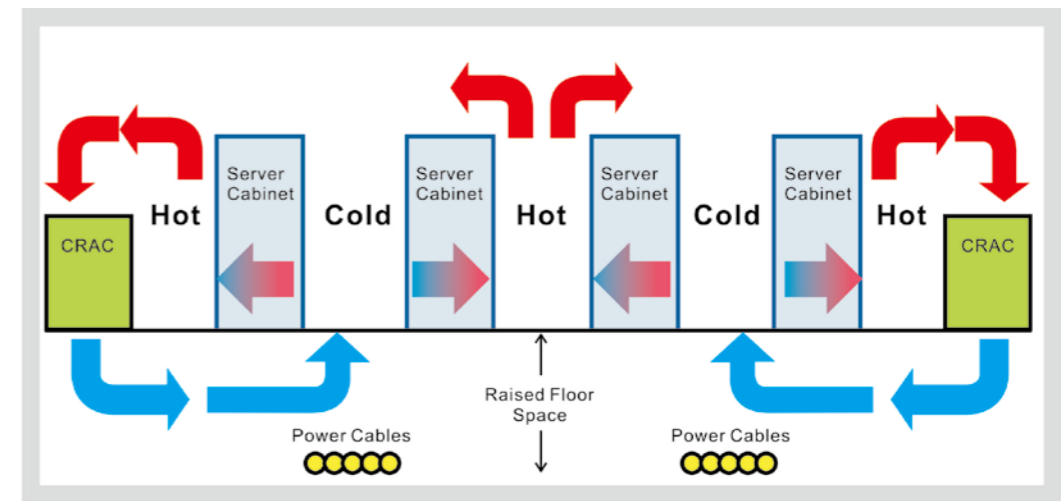 Server
Cabinet
Server
Cabinet
Server
Cabinet
Server
Cabinet
Hot
Cold
Hot
Cold
Hot
CRAC
CRAC
Raised Floor
Space
Power Cables
Power Cables